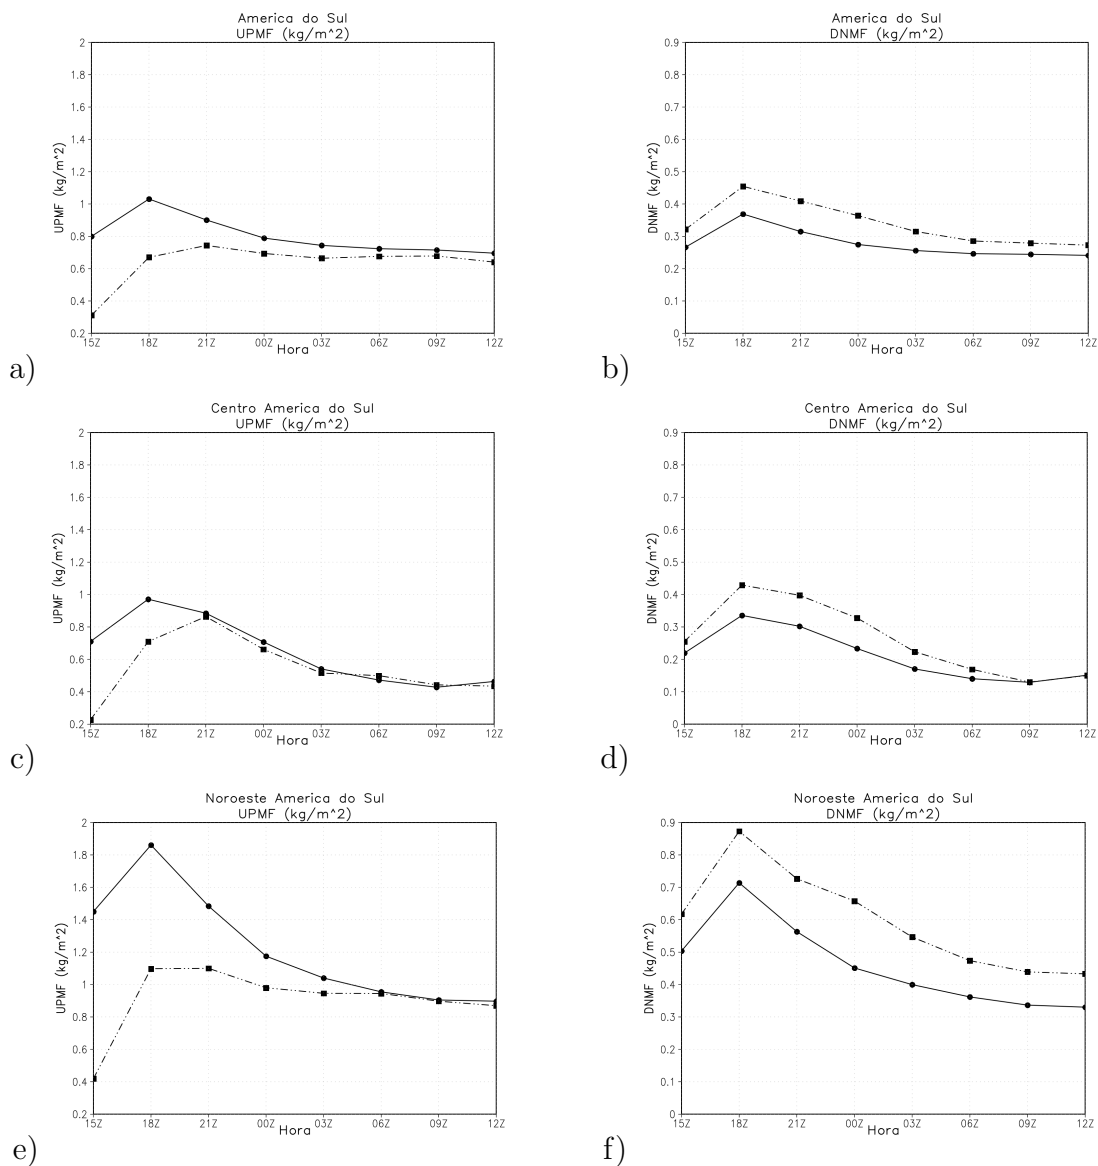 America do Sul
UPMF (kg/m^2)
2
1.8
1.6
1.4
1.2
1
0.8
0.6
0.4
0.2
UPMF (kg/m^2)
15Z 18Z 21Z 00Z 03Z 06Z 09Z 12Z
Hora
a)
America do Sul
DNMF (kg/m^2)
0.9
0.8
0.7
0.6
0.5
0.4
0.3
0.2
0.1
0
DNMF (kg/m^2)
15Z 18Z 21Z 00Z 03Z 06Z 09Z 12Z
Hora
b)
Centro America do Sul
UPMF (kg/m^2)
2
1.8
1.6
1.4
1.2
1
0.8
0.6
0.4
0.2
UPMF (kg/m^2)
15Z 18Z 21Z 00Z 03Z 06Z 09Z 12Z
Hora
c)
Centro America do Sul
DNMF (kg/m^2)
0.9
0.8
0.7
0.6
0.5
0.4
0.3
0.2
0.1
0
DNMF (kg/m^2)
15Z 18Z 21Z 00Z 03Z 06Z 09Z 12Z
Hora
d)
Noroeste America do Sul
UPMF (kg/m^2)
2
1.8
1.6
1.4
1.2
1
0.8
0.6
0.4
0.2
UPMF (kg/m^2)
15Z 18Z 21Z 00Z 03Z 06Z 09Z 12Z
Hora
e)
Noroeste America do Sul
DNMF (kg/m^2)
0.9
0.8
0.7
0.6
0.5
0.4
0.3
0.2
0.1
0
DNMF (kg/m^2)
15Z 18Z 21Z 00Z 03Z 06Z 09Z 12Z
Hora
f)